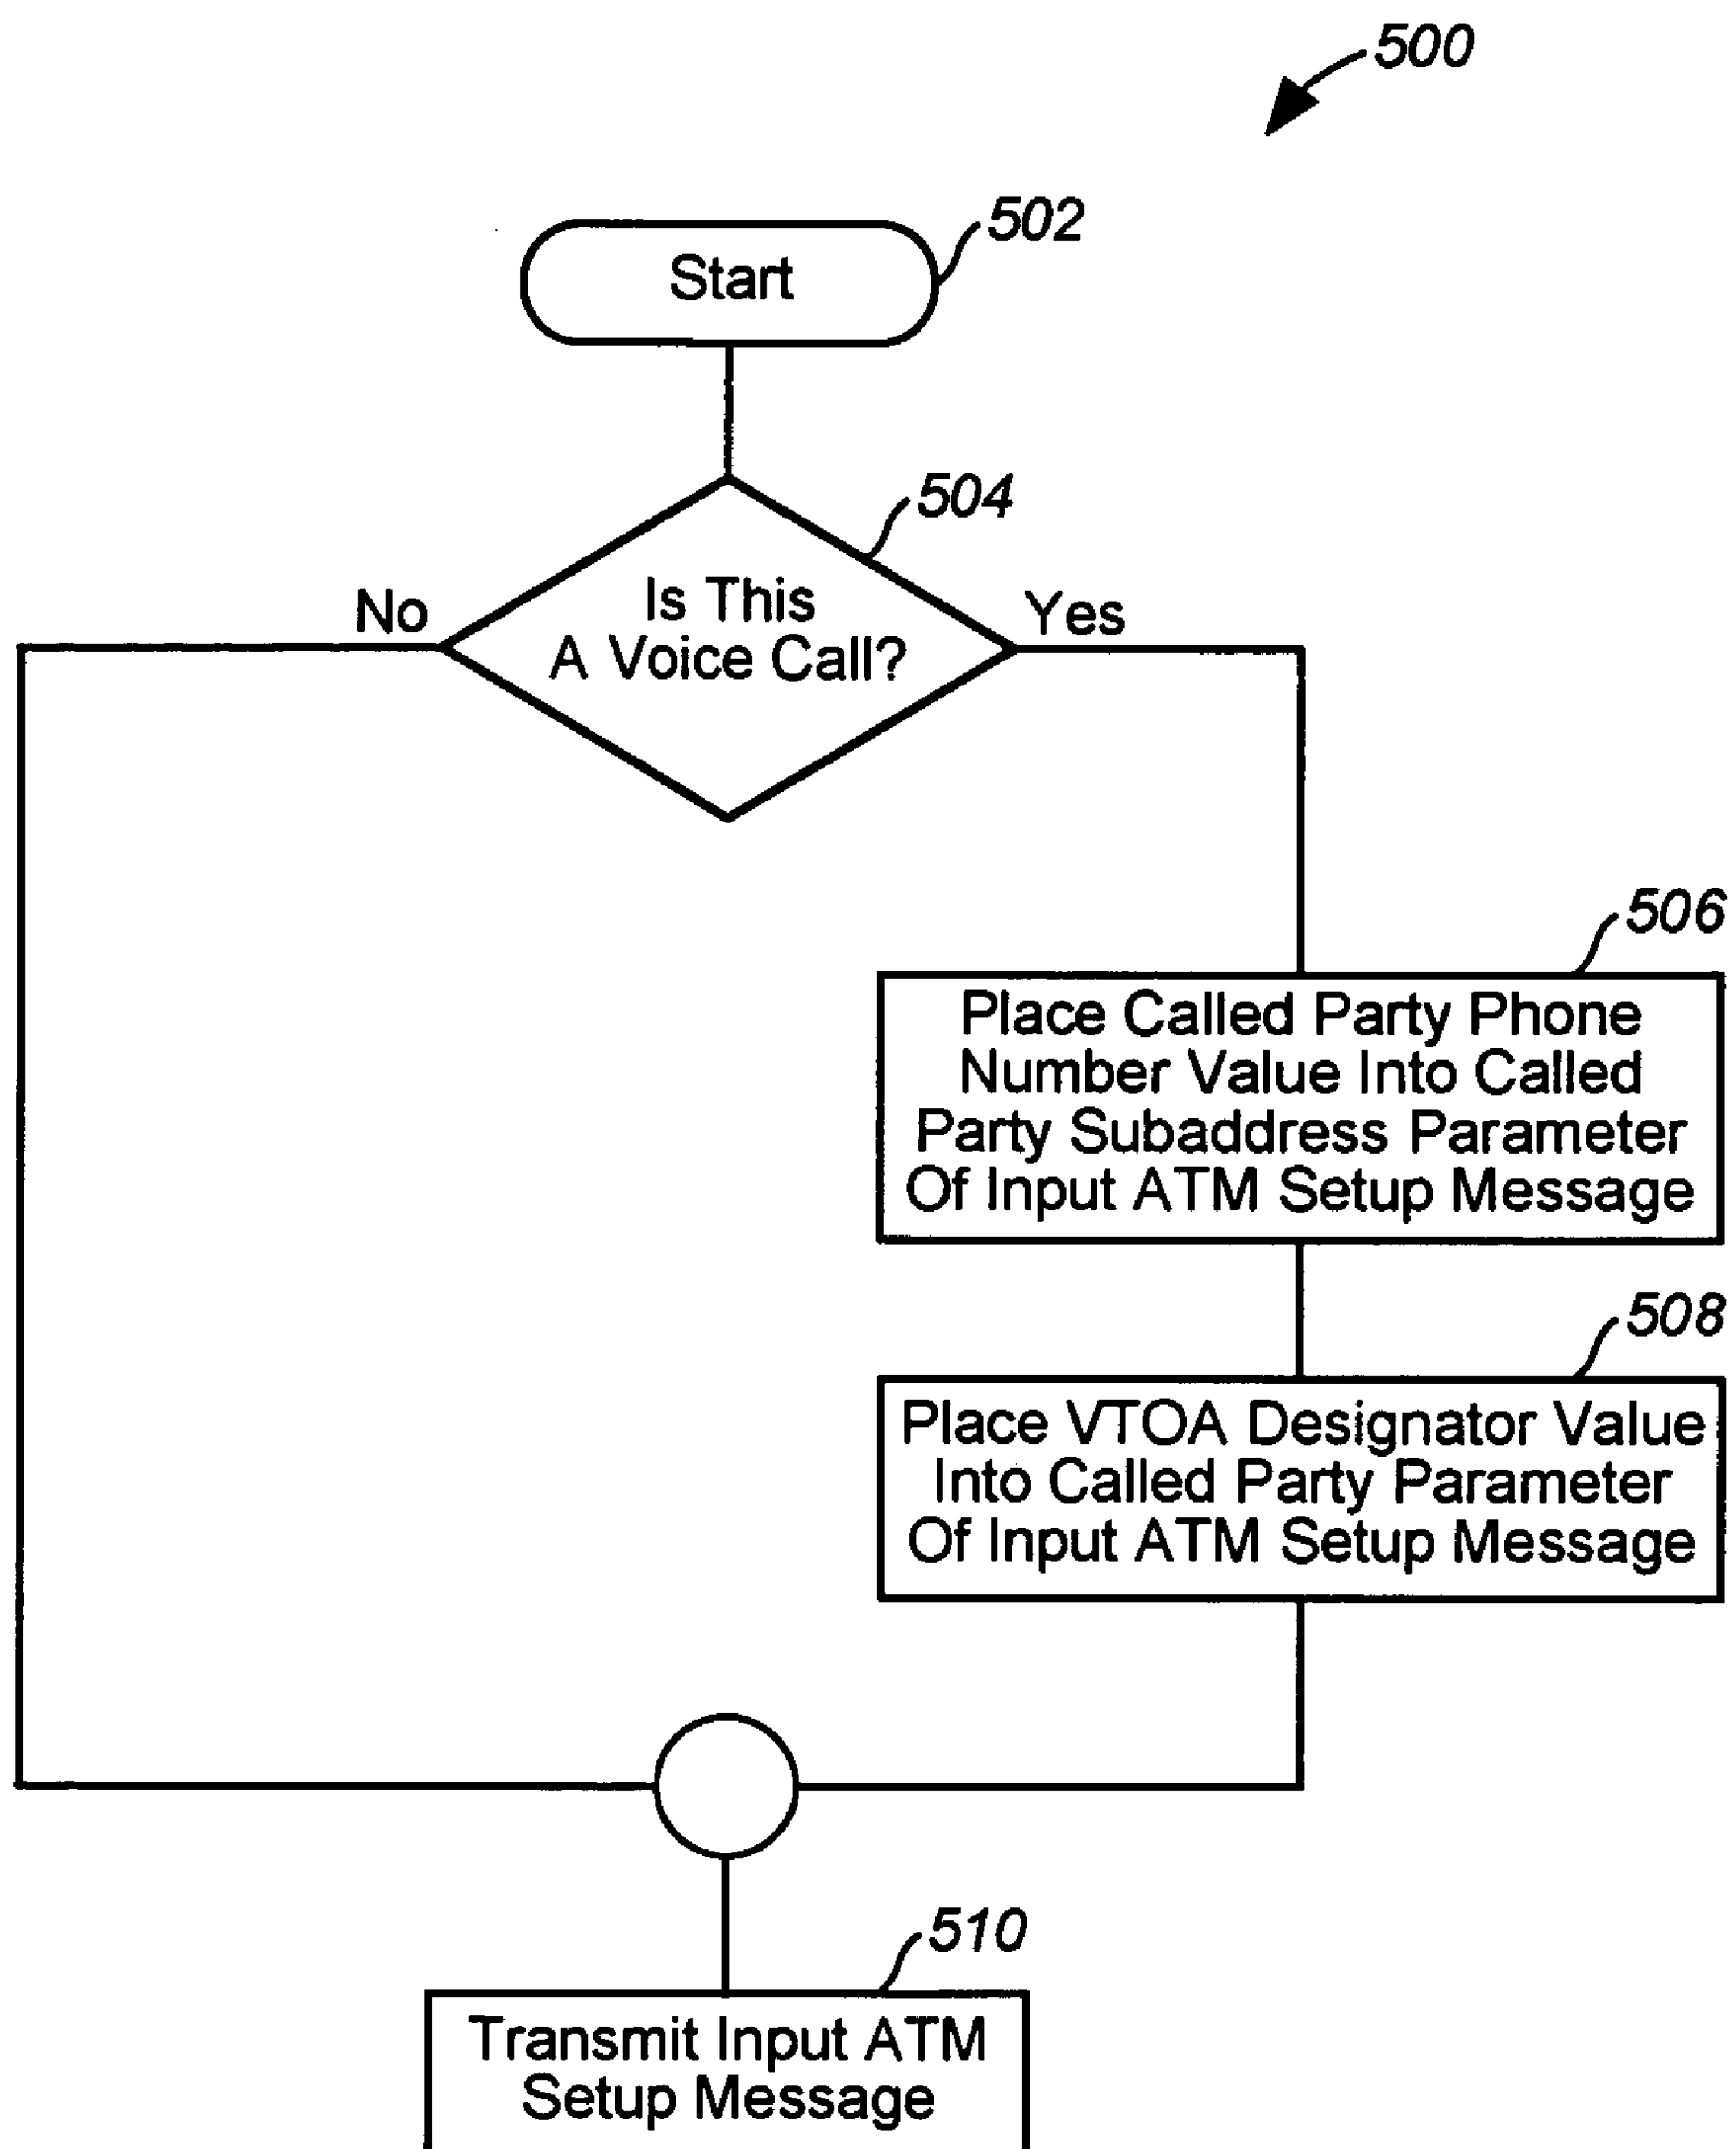 500
502
Start
504
No
Is This
A Voice Call?
Yes
506
Place Called Party Phone
Number Value Into Called
Party Subaddress Parameter
Of Input ATM Setup Message
508
Place VTOA Designator Value
Into Called Party Parameter
Of Input ATM Setup Message
510
Transmit Input ATM
Setup Message